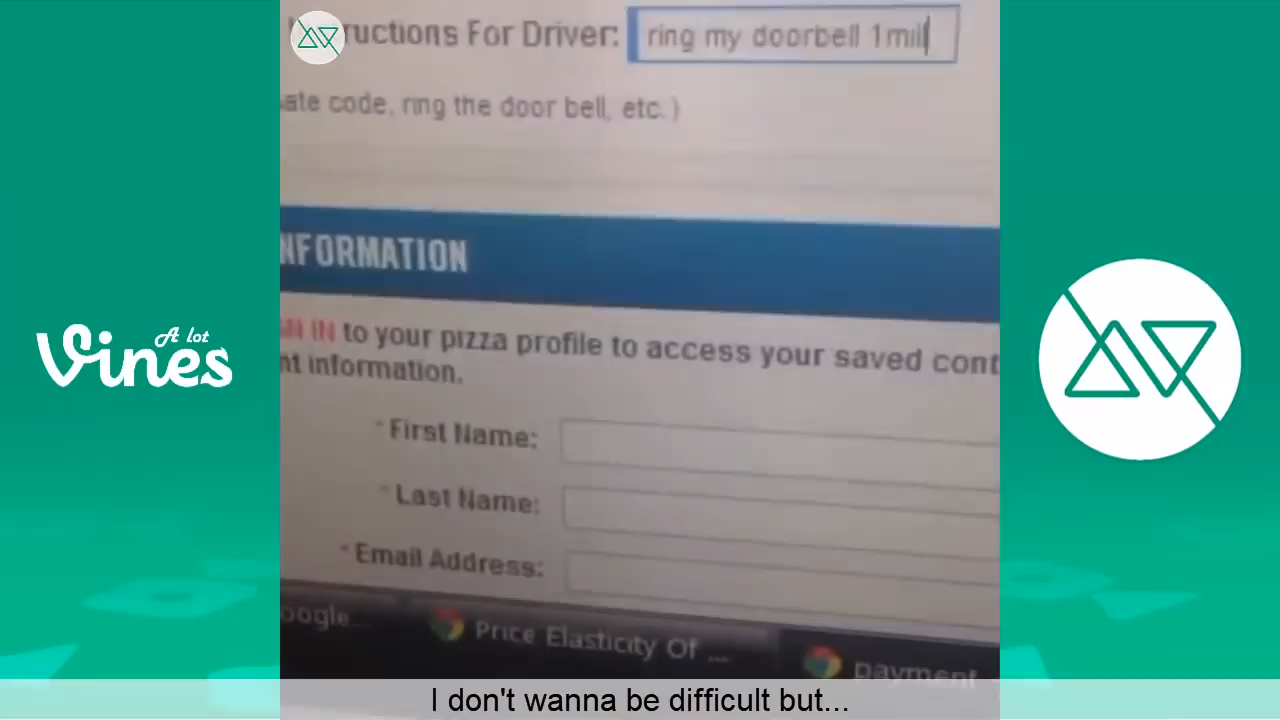 ructions For Driver: ring my doorbell 1mil
ate code, ring the door bell, etc.)
NFORMATION
IN to your pizza profile to access your saved cont
nt information.
* First Name:
* Last Name:
* Email Address:
oogle...
Price Elasticity Of ...
payment
A lot
Vines
I don't wanna be difficult but...